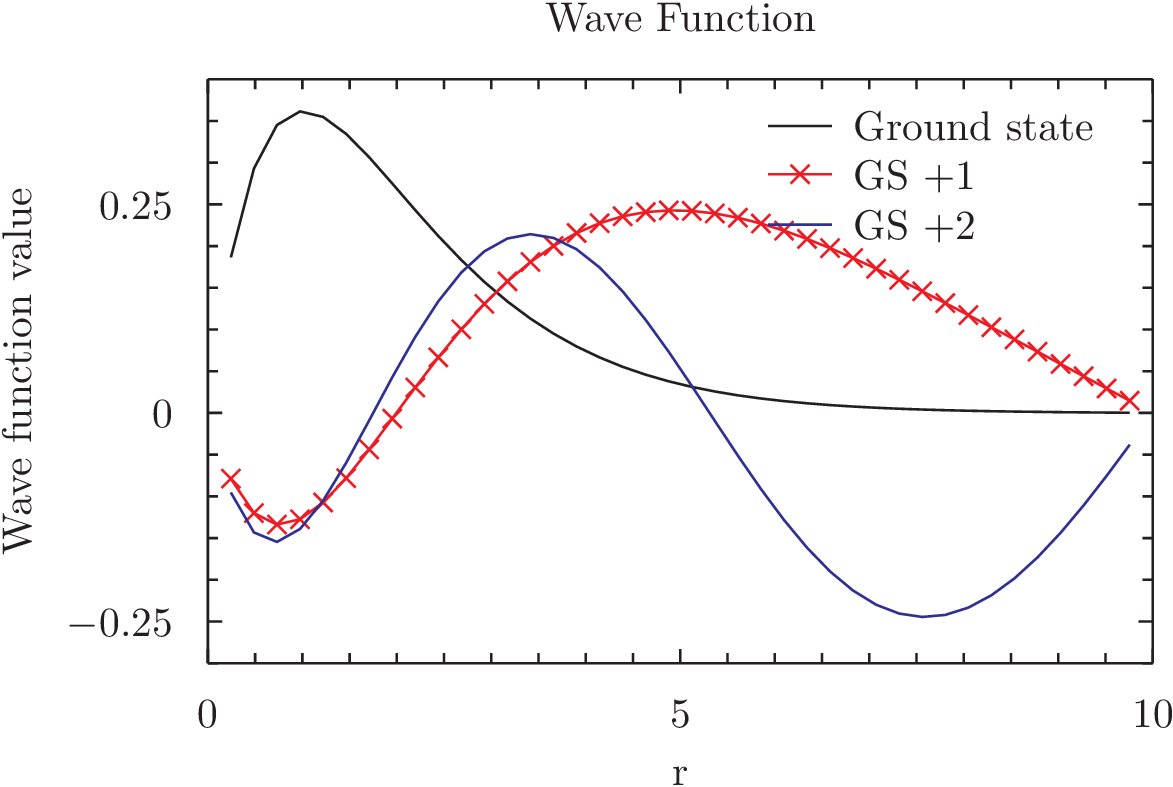 Wave Function
Wave function value
0.25
0
−0.25
Ground state
GS +1
GS +2
0 5 10
r